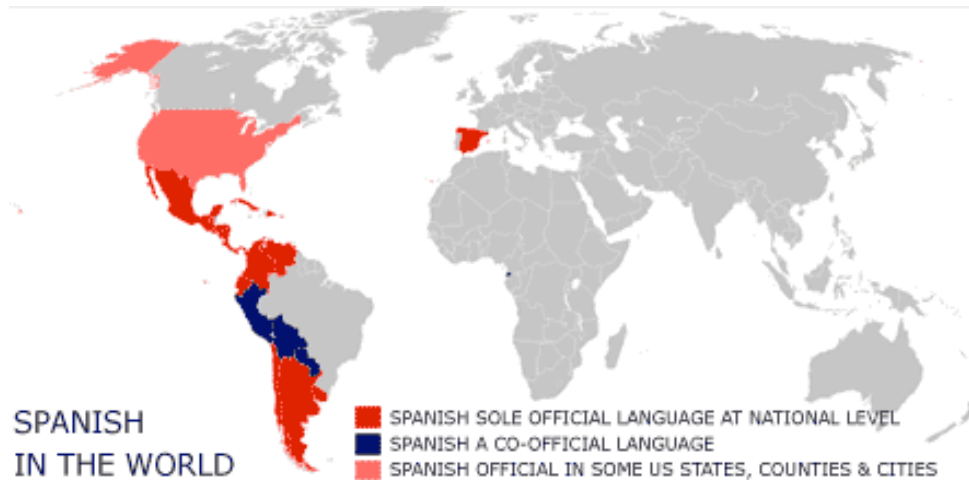 SPANISH
IN THE WORLD
SPANISH SOLE OFFICIAL LANGUAGE AT NATIONAL LEVEL
SPANISH A CO-OFFICIAL LANGUAGE
SPANISH OFFICIAL IN SOME US STATES, COUNTIES & CITIES